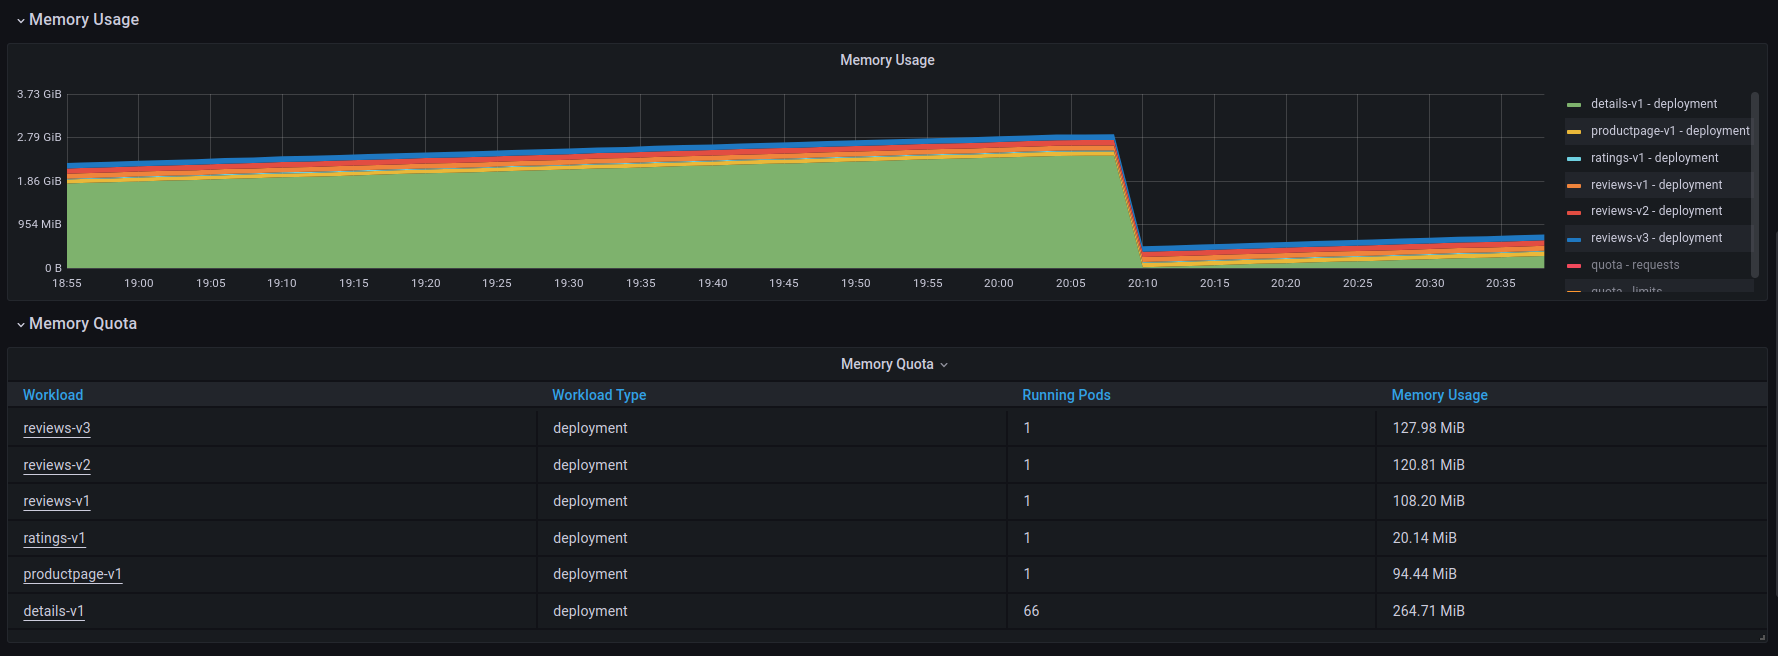 Memory Usage
Memory Usage
3.73 GiB
2.79 GiB
1.86 GiB
954 MiB
0 B
18:55 19:00 19:05 19:10 19:15 19:20 19:25 19:30 19:35 19:40 19:45 19:50 19:55 20:00 20:05 20:10 20:15 20:20 20:25 20:30 20:35
details-v1 - deployment
productpage-v1 - deployment
ratings-v1 - deployment
reviews-v1 - deployment
reviews-v2 - deployment
reviews-v3 - deployment
quota - requests
quota - limits
Memory Quota
Memory Quota
Workload Workload Type Running Pods Memory Usage
reviews-v3 deployment 1 127.98 MiB
reviews-v2 deployment 1 120.81 MiB
reviews-v1 deployment 1 108.20 MiB
ratings-v1 deployment 1 20.14 MiB
productpage-v1 deployment 1 94.44 MiB
details-v1 deployment 66 264.71 MiB